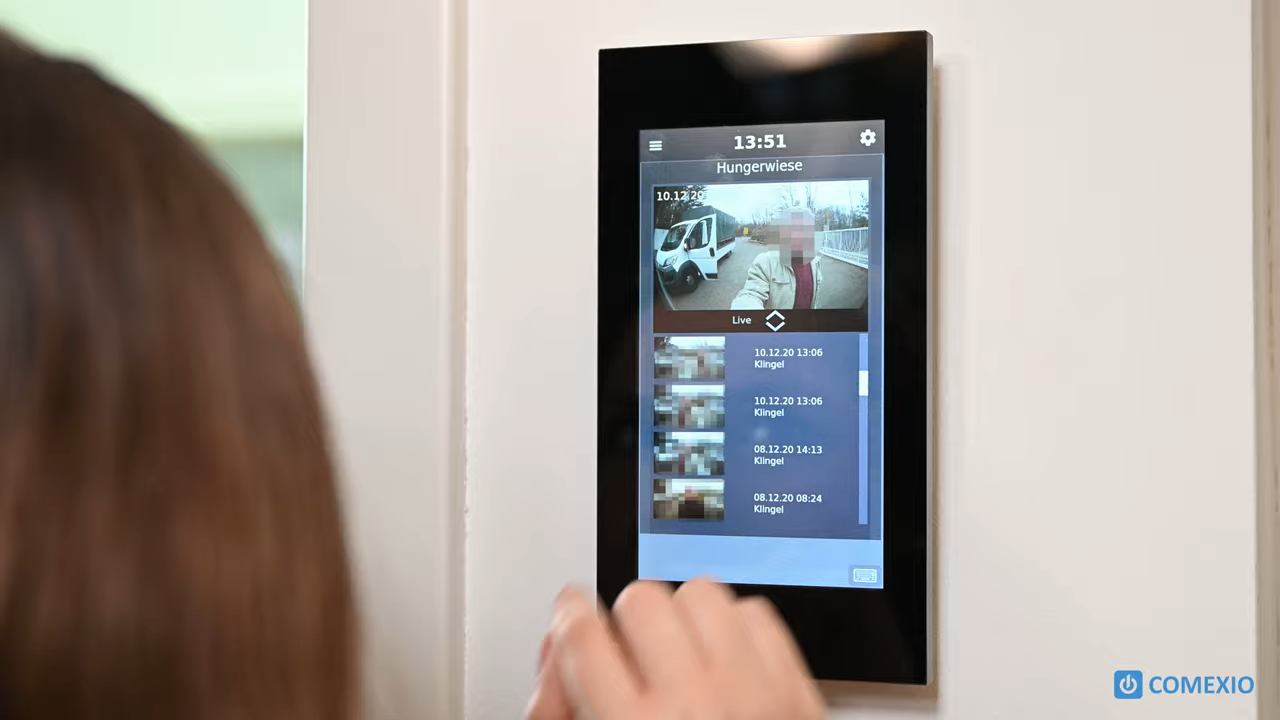 13:51
Hungerwiese
10.12.20
Live
10.12.20 13:06
Klingel
10.12.20 13:06
Klingel
08.12.20 14:13
Klingel
08.12.20 08:24
Klingel
COMEXIO